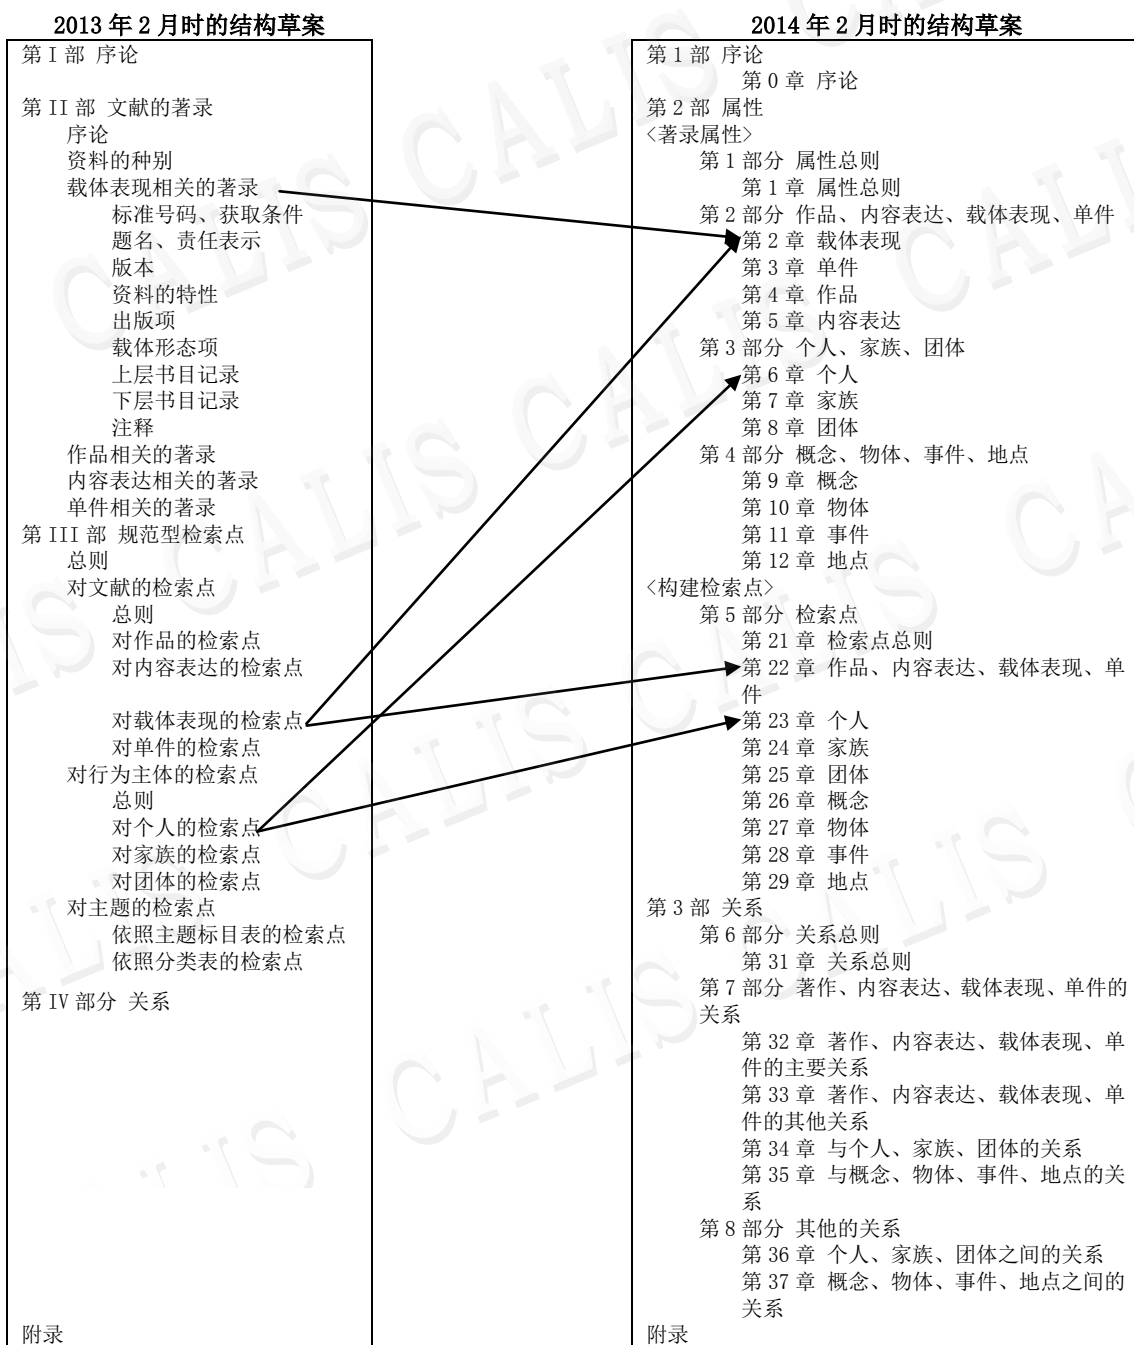 2013 年 2 月时的结构草案
第 I 部 序论
第 II 部 文献的著录
序论
资料的种别
载体表现相关的著录
标准号码、获取条件
题名、责任表示
版本
资料的特性
出版项
载体形态项
上层书目记录
下层书目记录
注释
作品相关的著录
内容表达相关的著录
单件相关的著录
第 III 部 规范型检索点
总则
对文献的检索点
总则
对作品的检索点
对内容表达的检索点
对载体表现的检索点
对单件的检索点
对行为主体的检索点
总则
对个人的检索点
对家族的检索点
对团体的检索点
对主题的检索点
依照主题标目表的检索点
依照分类表的检索点
第 IV 部分 关系
附录
2014 年 2 月时的结构草案
第 1 部 序论
第 0 章 序论
第 2 部 属性
<著录属性>
第 1 部分 属性总则
第 1 章 属性总则
第 2 部分 作品、内容表达、载体表现、单件
第 2 章 载体表现
第 3 章 单件
第 4 章 作品
第 5 章 内容表达
第 3 部分 个人、家族、团体
第 6 章 个人
第 7 章 家族
第 8 章 团体
第 4 部分 概念、物体、事件、地点
第 9 章 概念
第 10 章 物体
第 11 章 事件
第 12 章 地点
<构建检索点>
第 5 部分 检索点
第 21 章 检索点总则
第 22 章 作品、内容表达、载体表现、单
件
第 23 章 个人
第 24 章 家族
第 25 章 团体
第 26 章 概念
第 27 章 物体
第 28 章 事件
第 29 章 地点
第 3 部 关系
第 6 部分 关系总则
第 31 章 关系总则
第 7 部分 著作、内容表达、载体表现、单件的
关系
第 32 章 著作、内容表达、载体表现、单
件的主要关系
第 33 章 著作、内容表达、载体表现、单
件的其他关系
第 34 章 与个人、家族、团体的关系
第 35 章 与概念、物体、事件、地点的关
系
第 8 部分 其他的关系
第 36 章 个人、家族、团体之间的关系
第 37 章 概念、物体、事件、地点之间的
关系
附录